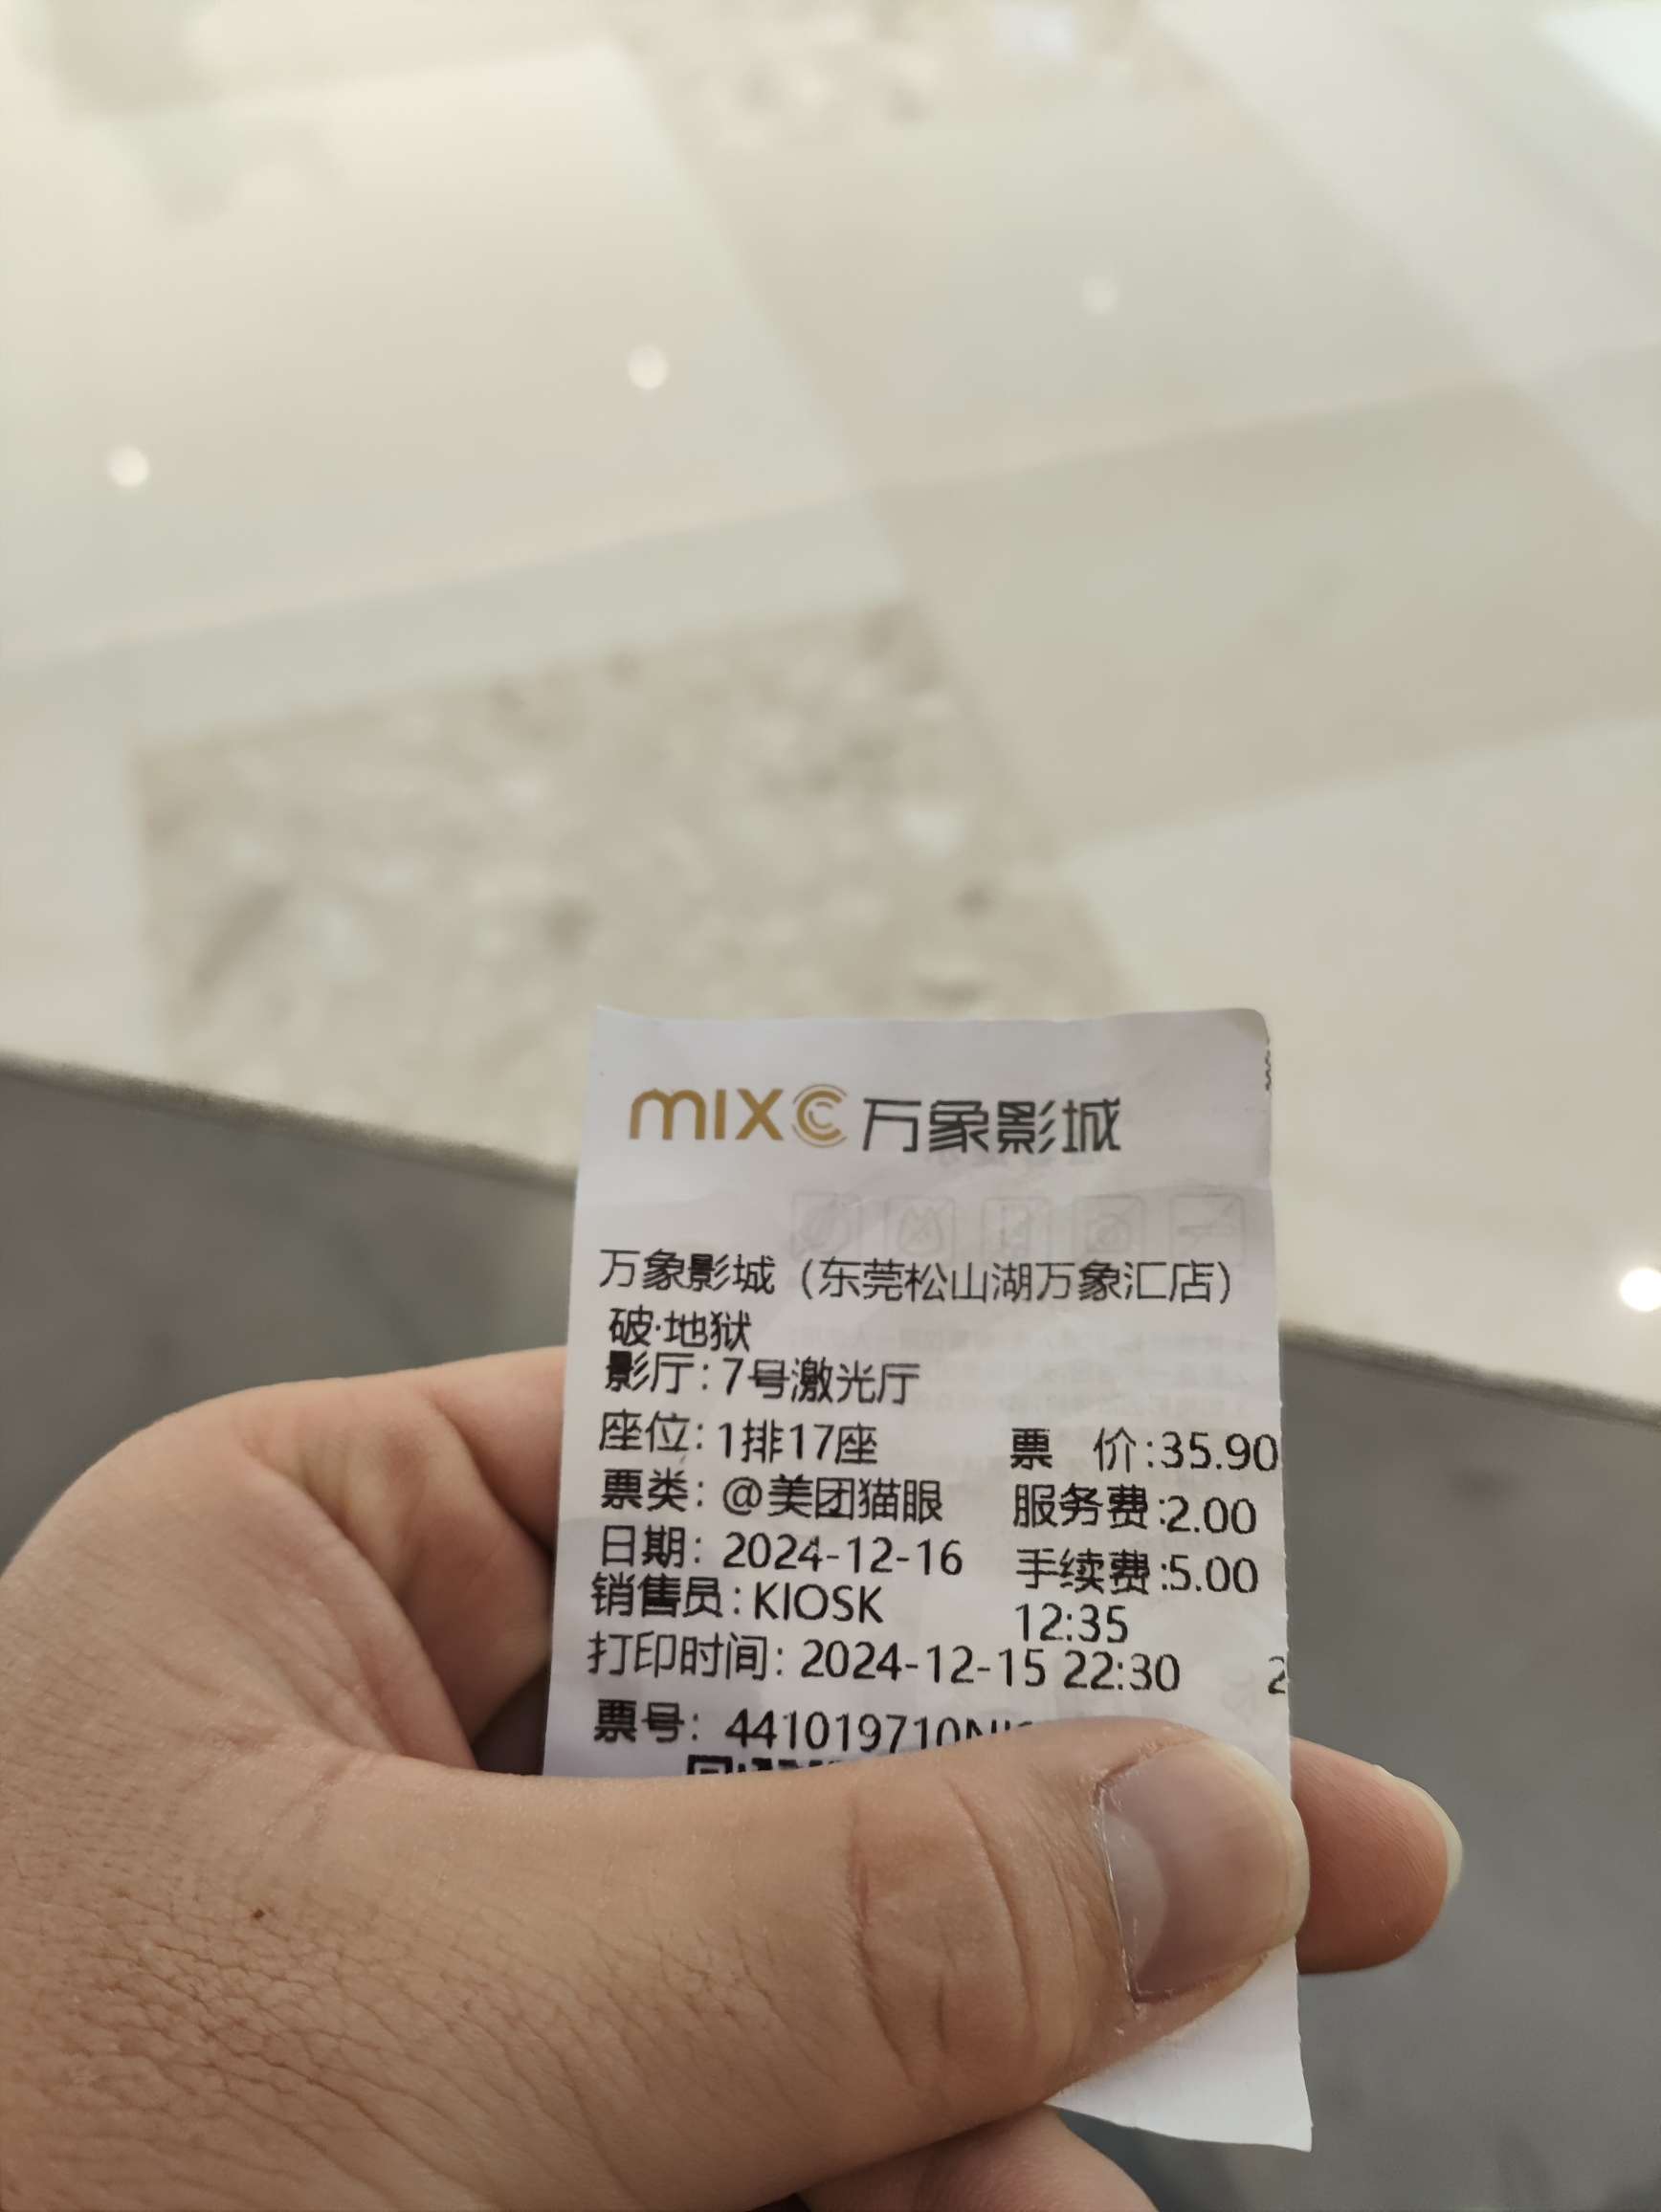 mixc 万象影城
万象影城（东莞松山湖万象汇店）
破·地狱
影厅：7号激光厅
座位：1排17座 票 价:35.90
票类：@美团猫眼 服务费:2.00
日期：2024-12-16 手续费:5.00
销售员：KIOSK 12:35
打印时间：2024-12-15 22:30 2
票号：441019710